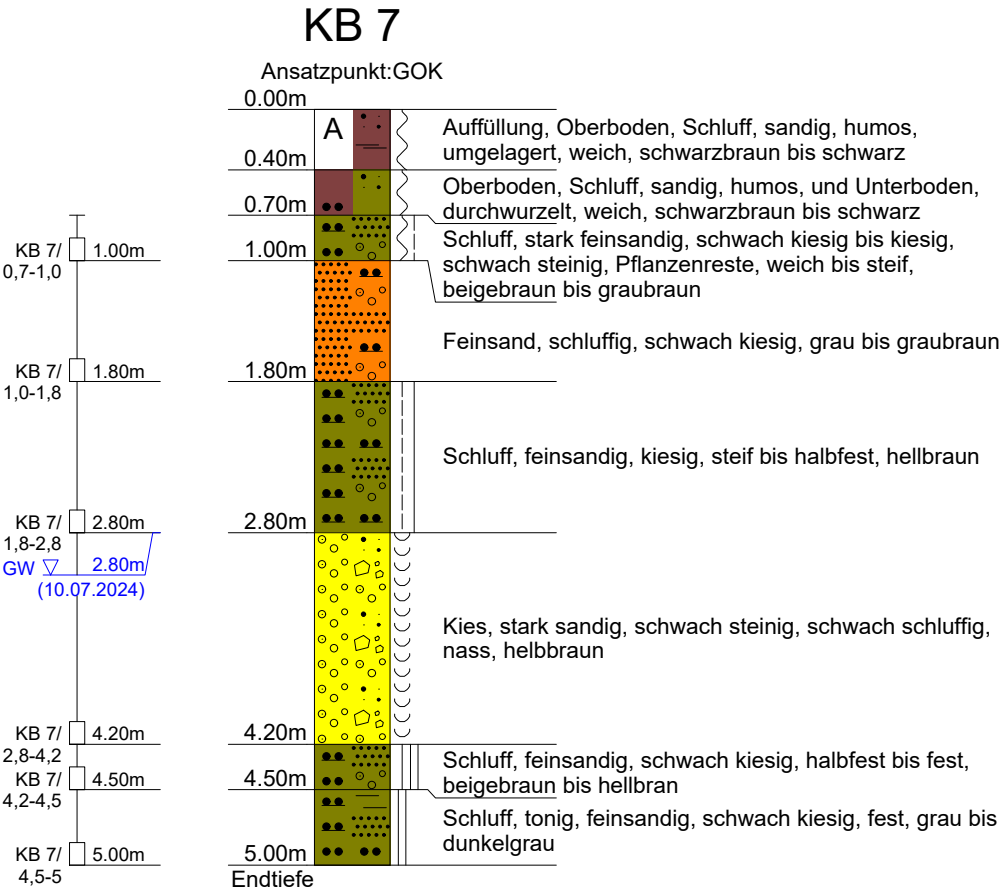 KB 7
Ansatzpunkt:GOK
0.00m
A
Auffüllung, Oberboden, Schluff, sandig, humos,
umgelagert, weich, schwarzbraun bis schwarz
0.40m
Oberboden, Schluff, sandig, humos, und Unterboden,
durchwurzelt, weich, schwarzbraun bis schwarz
0.70m
KB 7/
0,7-1,0
1.00m
1.00m
Schluff, stark feinsandig, schwach kiesig bis kiesig,
schwach steinig, Pflanzenreste, weich bis steif,
beigebraun bis graubraun
Feinsand, schluffig, schwach kiesig, grau bis graubraun
KB 7/
1,0-1,8
1.80m
1.80m
Schluff, feinsandig, kiesig, steif bis halbfest, hellbraun
KB 7/
1,8-2,8
2.80m
2.80m
GW
2.80m
(10.07.2024)
Kies, stark sandig, schwach steinig, schwach schluffig,
nass, helbbraun
KB 7/
2,8-4,2
4.20m
4.20m
Schluff, feinsandig, schwach kiesig, halbfest bis fest,
beigebraun bis hellbran
KB 7/
4,2-4,5
4.50m
4.50m
Schluff, tonig, feinsandig, schwach kiesig, fest, grau bis
dunkelgrau
KB 7/
4,5-5
5.00m
5.00m
Endtiefe